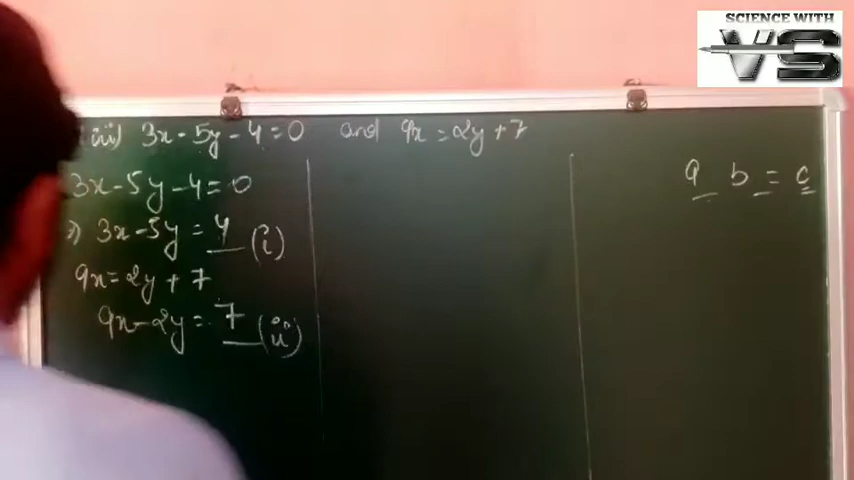 SCIENCE WITH
VS
iii) 3x - 5y - 4 = 0 and 9x = 2y + 7
3x - 5y - 4 = 0
⇒ 3x - 5y = 4 (i)
9x = 2y + 7
9x - 2y = 7 (ii)
a b = c